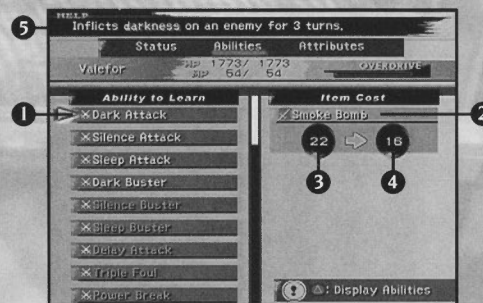 HELP
5 Inflicts darkness on an enemy for 3 turns.
Status Abilities Attributes
Valefor HP 1773/ 1773 OVERDRIVE
MP 54/ 54
Ability to Learn
1 Dark Attack
Silence Attack
Sleep Attack
Dark Buster
Silence Buster
Sleep Buster
Delay Attack
Triple Foul
Power Break
Item Cost
Smoke Bomb 2
22 16
3 4
: Display Abilities